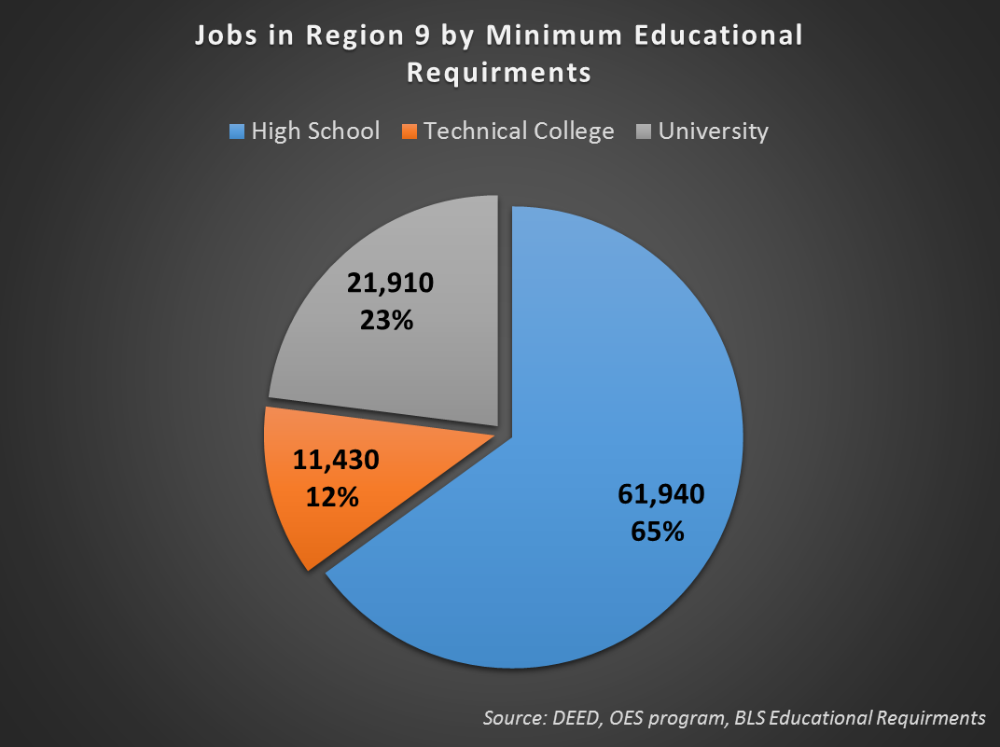 Jobs in Region 9 by Minimum Educational
Requirments
High School Technical College University
21,910
23%
11,430
12%
61,940
65%
Source: DEED, OES program, BLS Educational Requirments